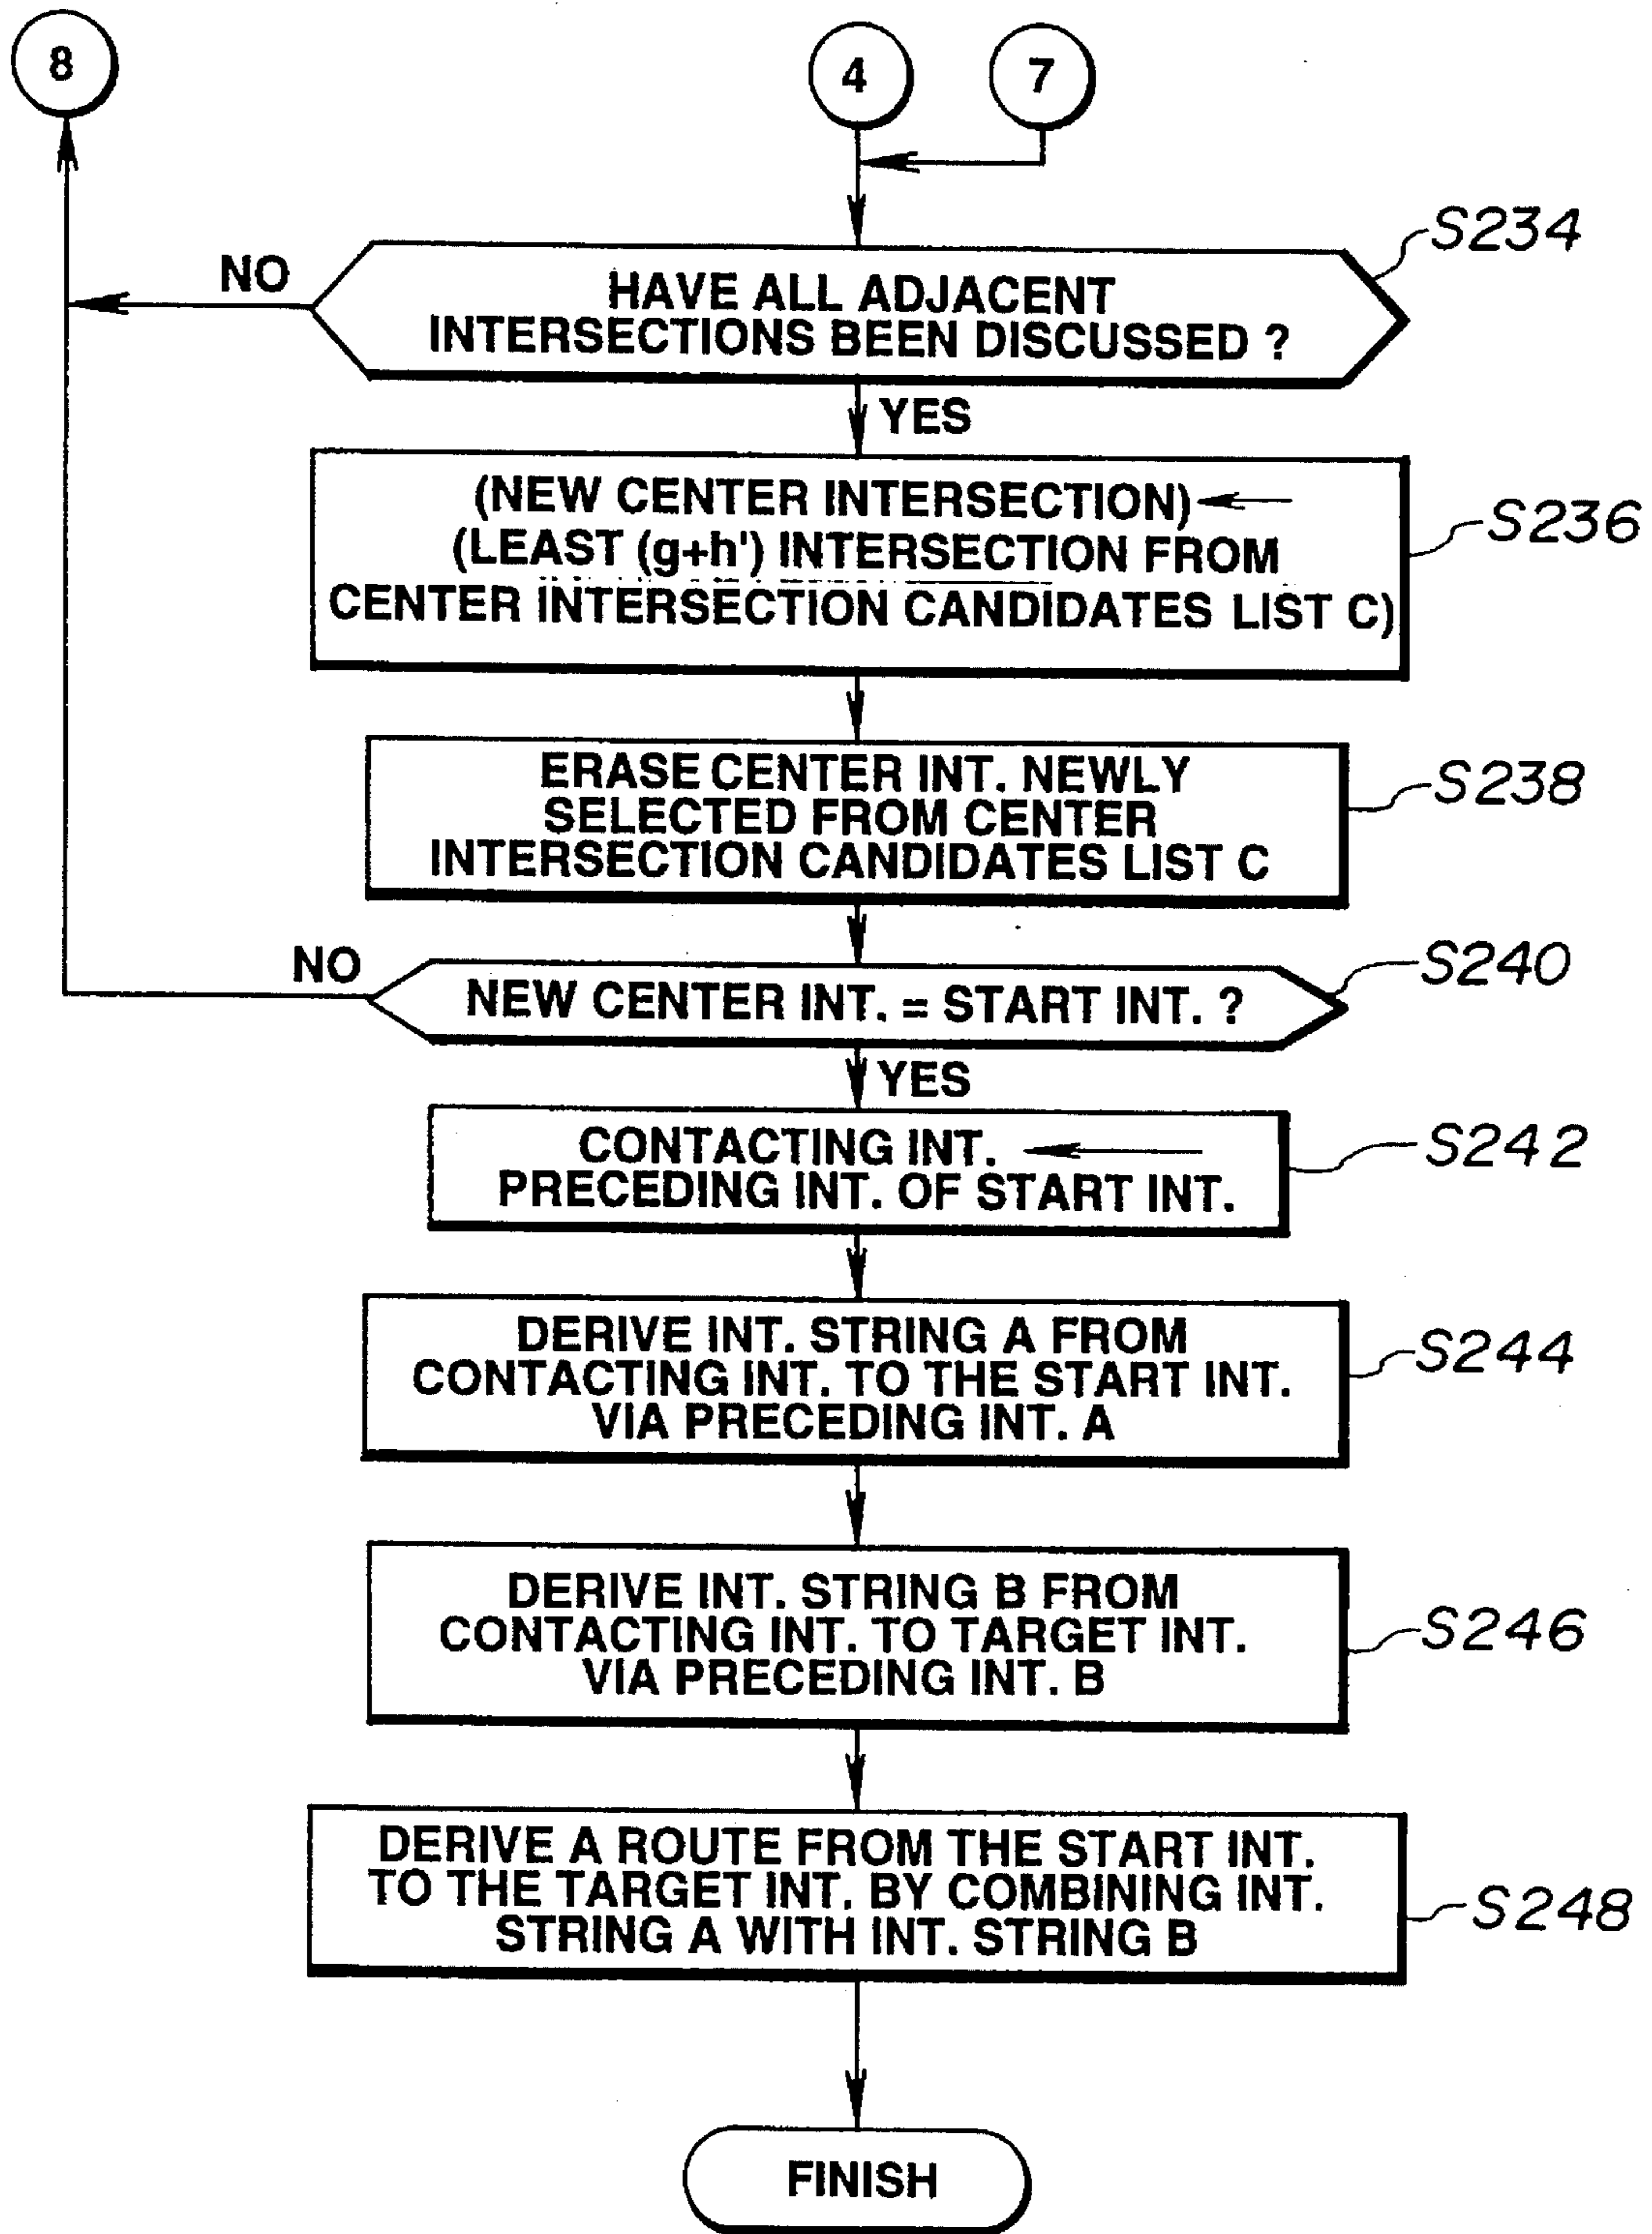 8
4
7
S234
NO
HAVE ALL ADJACENT
INTERSECTIONS BEEN DISCUSSED ?
YES
(NEW CENTER INTERSECTION)←
(LEAST (g+h') INTERSECTION FROM
CENTER INTERSECTION CANDIDATES LIST C)
S236
ERASE CENTER INT. NEWLY
SELECTED FROM CENTER
INTERSECTION CANDIDATES LIST C
S238
NO
NEW CENTER INT. = START INT. ?
S240
YES
CONTACTING INT. ←
PRECEDING INT. OF START INT.
S242
DERIVE INT. STRING A FROM
CONTACTING INT. TO THE START INT.
VIA PRECEDING INT. A
S244
DERIVE INT. STRING B FROM
CONTACTING INT. TO TARGET INT.
VIA PRECEDING INT. B
S246
DERIVE A ROUTE FROM THE START INT.
TO THE TARGET INT. BY COMBINING INT.
STRING A WITH INT. STRING B
S248
FINISH